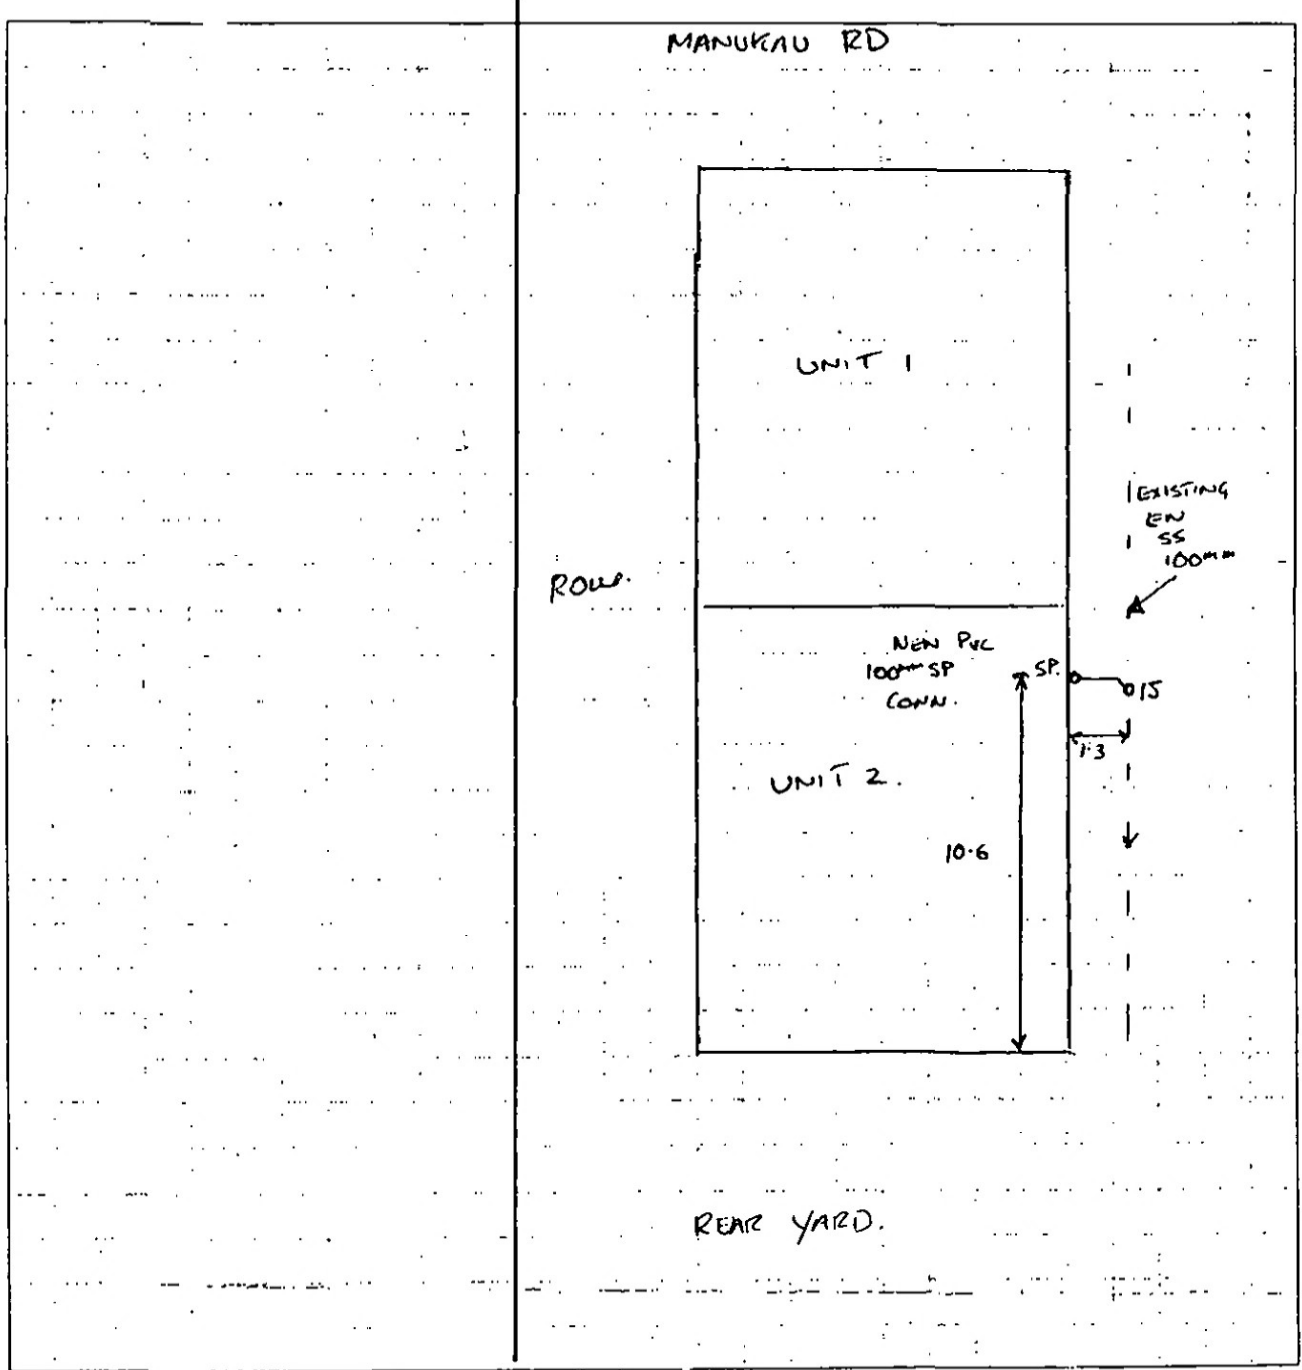 MANUKAU RD
UNIT 1
EXISTING
EW
SS
100mm
NEW PVC
100mm SP
CONN.
SP.
15
1.3
UNIT 2.
10.6
REAR YARD.